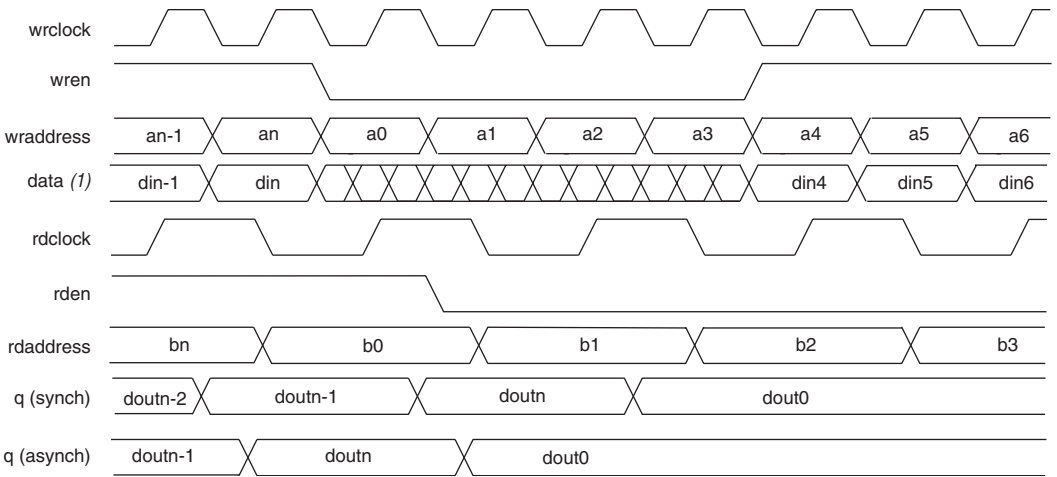 wrclock
wren
wraddress an-1 an a0 a1 a2 a3 a4 a5 a6
data (1) din-1 din din4 din5 din6
rdclock
rden
rdaddress bn b0 b1 b2 b3
q (synch) doutn-2 doutn-1 doutn dout0
q (asynch) doutn-1 doutn dout0